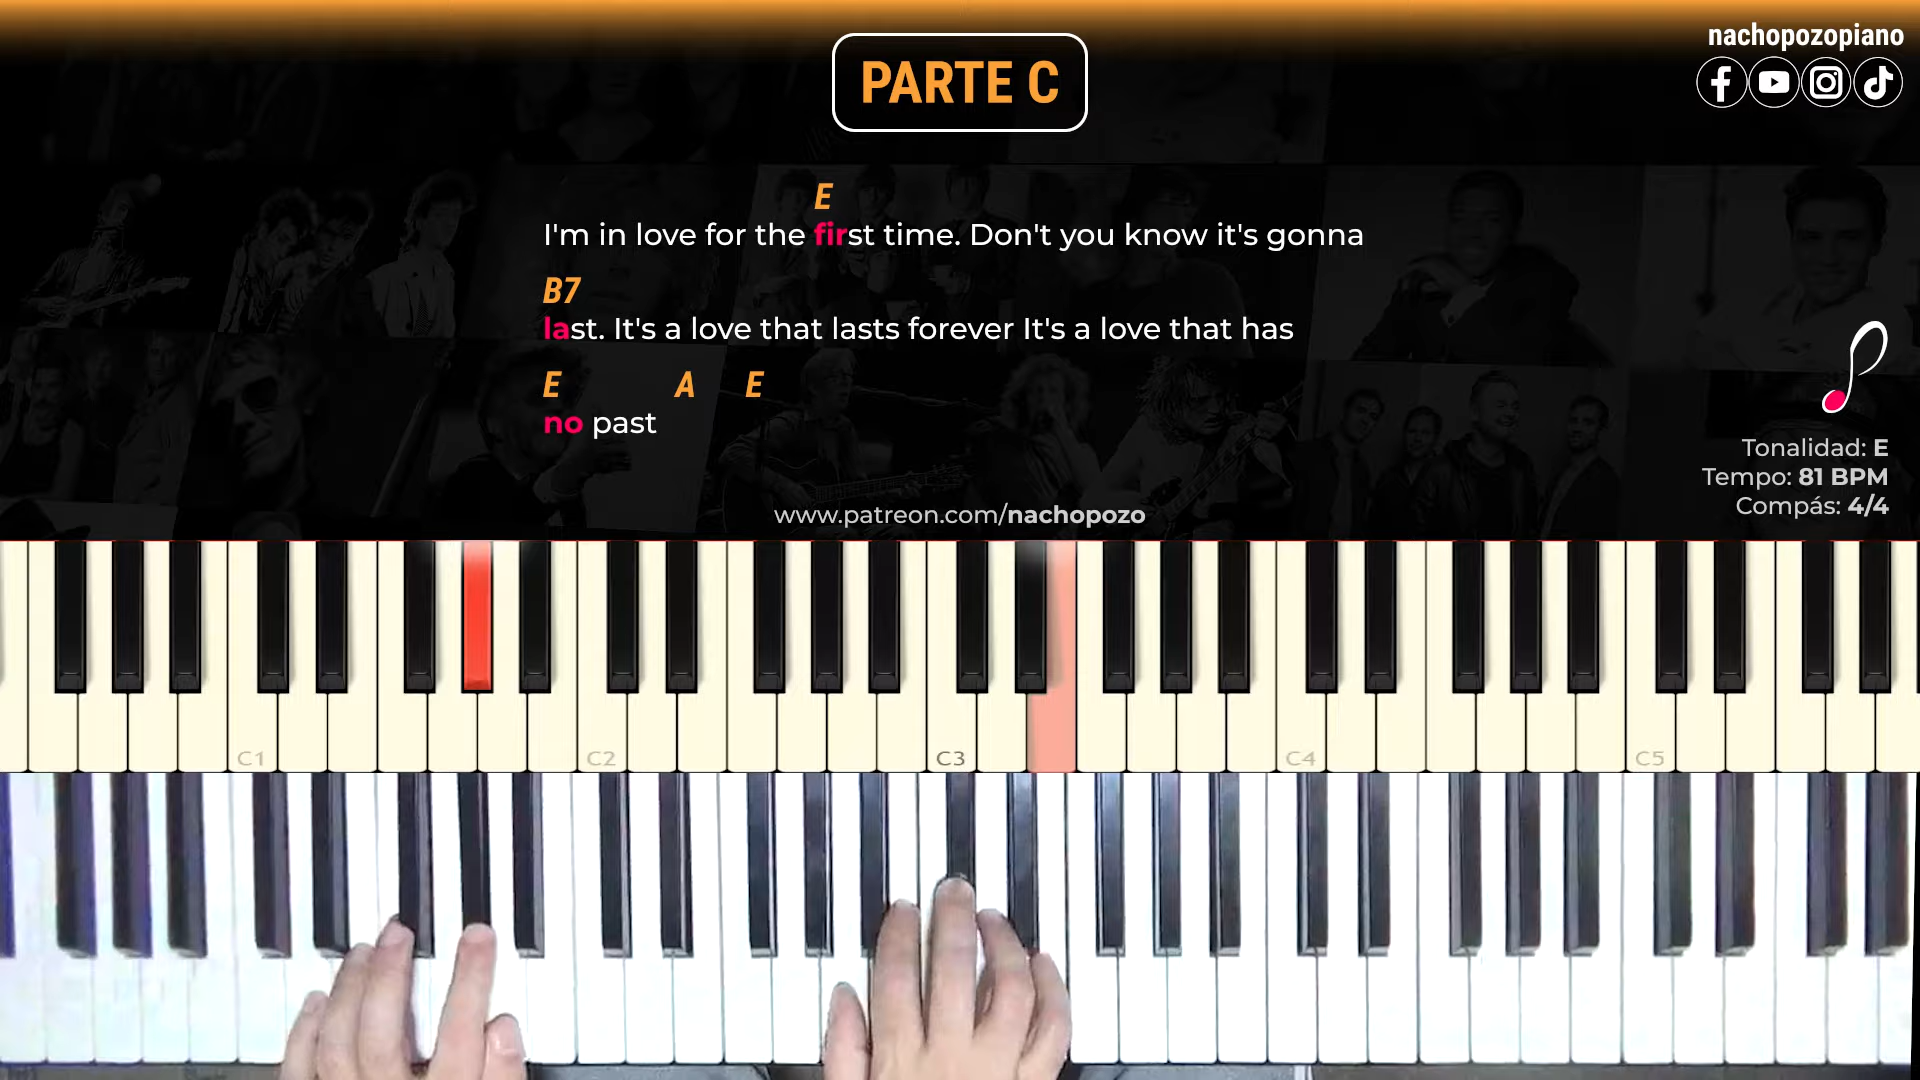 nachopozopiano
PARTE C
E
I'm in love for the first time. Don't you know it's gonna
B7
last. It's a love that lasts forever It's a love that has
E A E
no past
Tonalidad: E
Tempo: 81 BPM
Compás: 4/4
www.patreon.com/nachopozo
C1 C2 C3 C4 C5